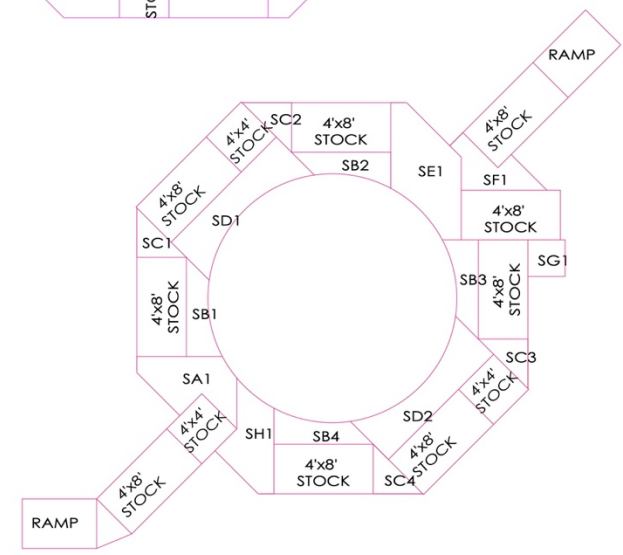 STOCK
RAMP
4'x8'
STOCK
4'x4'
STOCK
SC2
4'x8'
STOCK
SB2
SE1
SF1
4'x8'
STOCK
4'x8'
STOCK
SD1
SC1
SG1
SB3
4'x8'
STOCK
4'x8'
STOCK
SB1
SC3
SA1
4'x4'
STOCK
4'x4'
STOCK
SD2
SH1
SB4
4'x8'
STOCK
4'x8'
STOCK
SC4
4'x8'
STOCK
RAMP